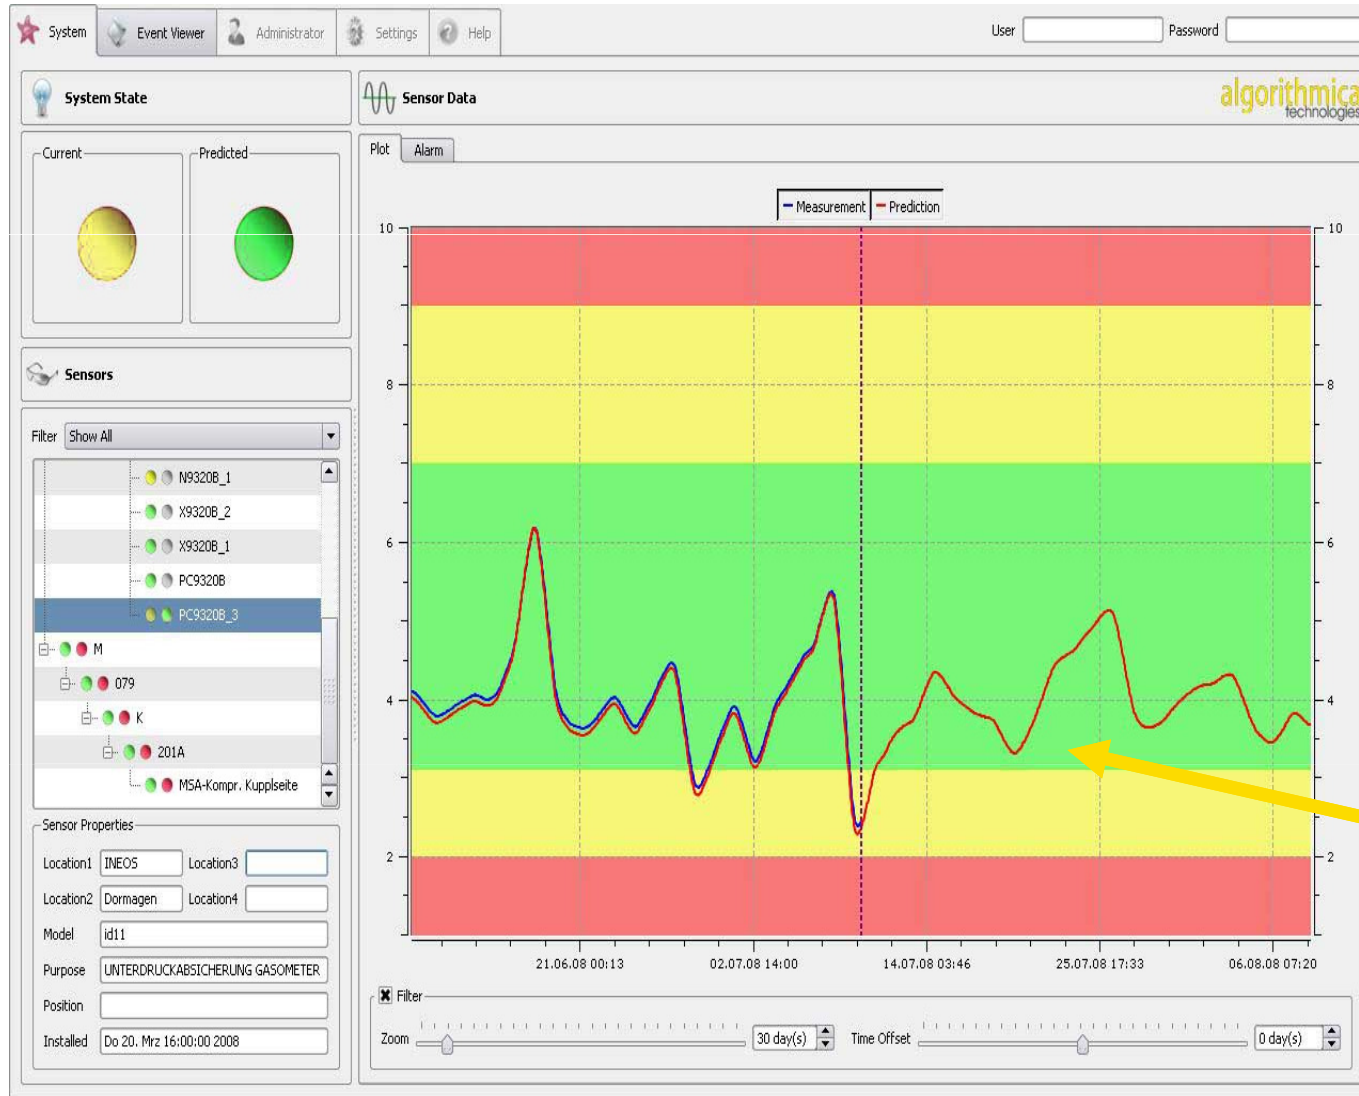 System Event Viewer Administrator Settings Help User Password
System State
Current Predicted
Sensors
Filter Show All
N9320B_1
X9320B_2
X9320B_1
PC9320B
PC9320B_3
M
079
K
201A
MSA-Kompr. Kupplseite
Sensor Properties
Location1 INEOS Location3
Location2 Dormagen Location4
Model id11
Purpose UNTERDRUCKABSICHERUNG GASOMETER
Position
Installed Do 20. Mrz 16:00:00 2008
Sensor Data
algorithmica
technologies
Plot Alarm
Measurement Prediction
10 10
8 8
6 6
4 4
2 2
21.06.08 00:13 02.07.08 14:00 14.07.08 03:46 25.07.08 17:33 06.08.08 07:20
Filter
Zoom 30 day(s) Time Offset 0 day(s)